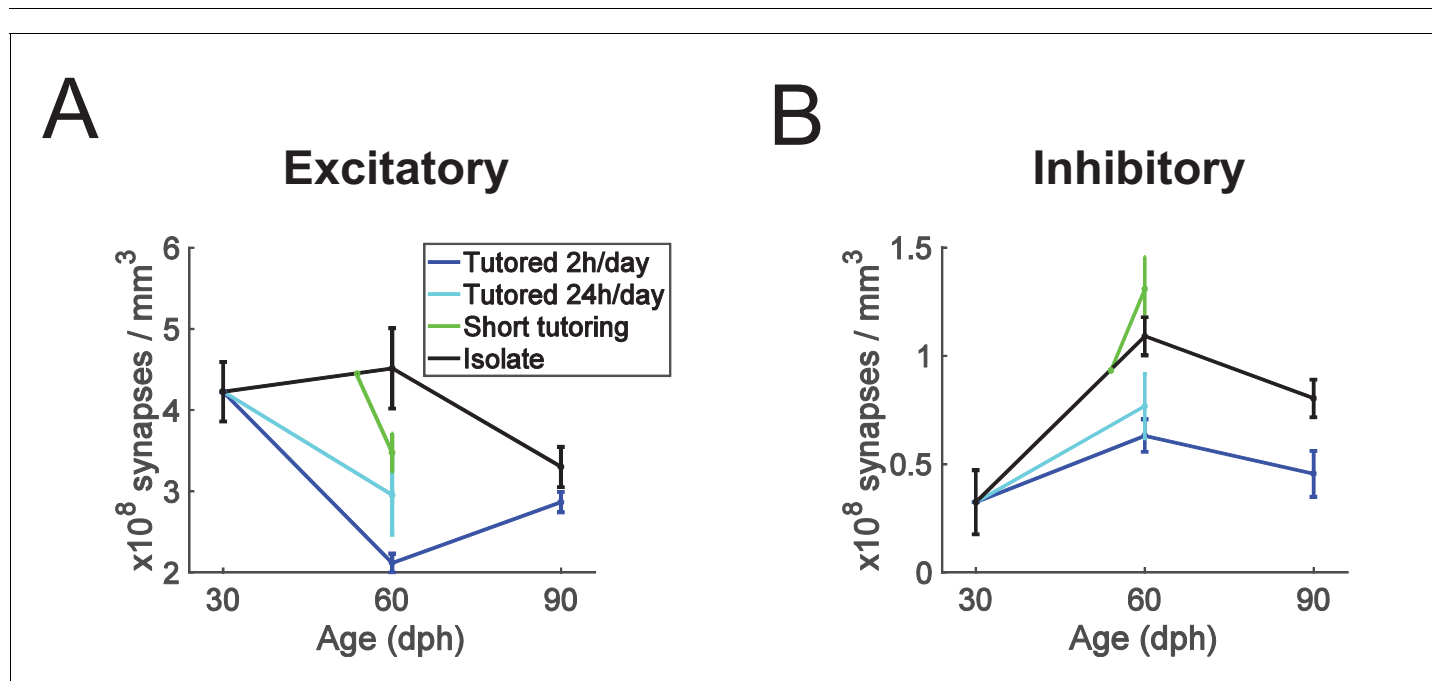 A
Excitatory
x10⁸ synapses / mm³
6
5
4
3
2
Tutored 2h/day
Tutored 24h/day
Short tutoring
Isolate
30 60 90
Age (dph)
B
Inhibitory
x10⁸ synapses / mm³
1.5
1
0.5
0
30 60 90
Age (dph)